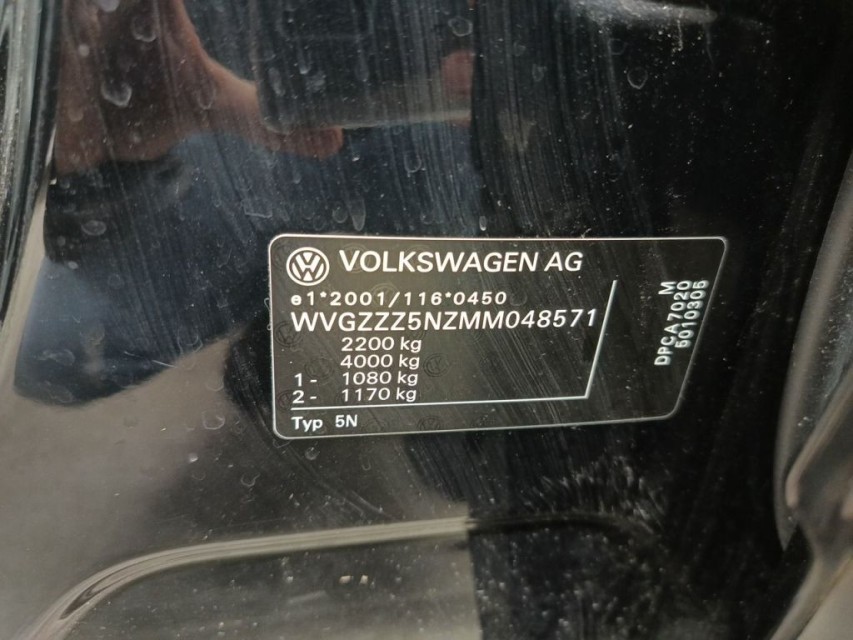 VOLKSWAGEN AG
e1*2001/116*0450
WVGZZZ5NZMM048571
2200 kg
4000 kg
1 - 1080 kg
2 - 1170 kg
Typ 5N
M
DPCA7020
5010305